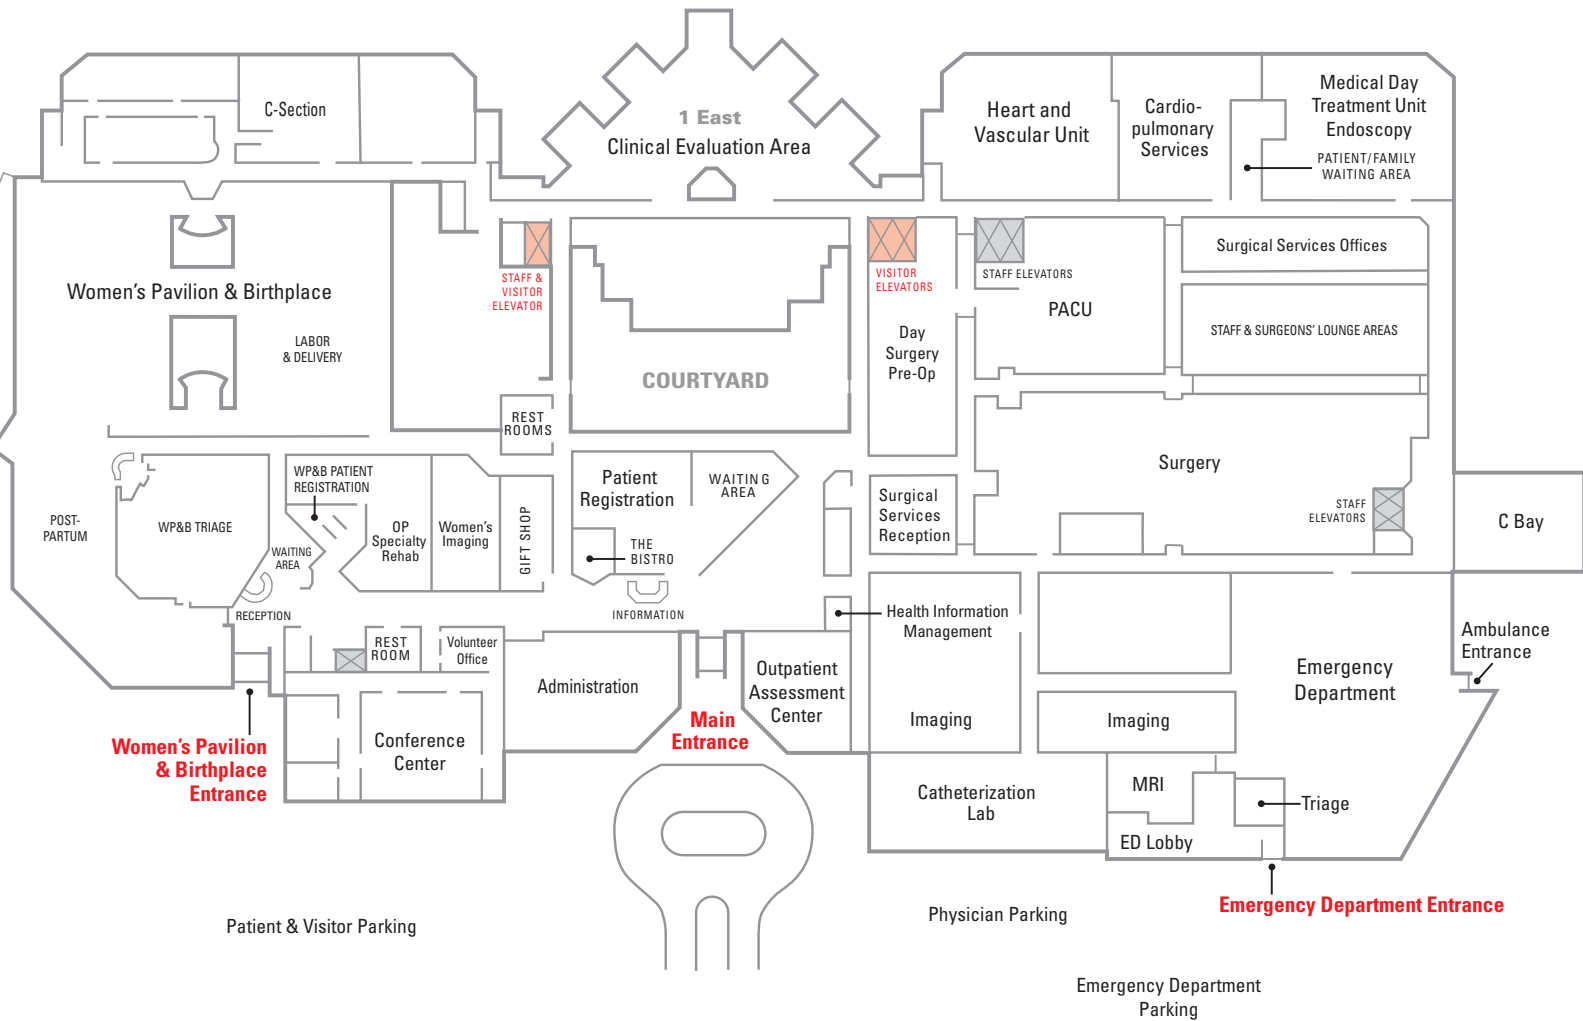 C-Section
1 East
Clinical Evaluation Area
Heart and
Vascular Unit
Cardio-
pulmonary
Services
Medical Day
Treatment Unit
Endoscopy
PATIENT/FAMILY
WAITING AREA
Women's Pavilion & Birthplace
LABOR
& DELIVERY
STAFF &
VISITOR
ELEVATOR
COURTYARD
VISITOR
ELEVATORS
STAFF ELEVATORS
PACU
Surgical Services Offices
STAFF & SURGEONS' LOUNGE AREAS
Day
Surgery
Pre-Op
REST
ROOMS
WP&B PATIENT
REGISTRATION
Patient
Registration
WAITING
AREA
Surgery
POST-
PARTUM
WP&B TRIAGE
WAITING
AREA
OP
Specialty
Rehab
Women's
Imaging
GIFT SHOP
THE
BISTRO
Surgical
Services
Reception
STAFF
ELEVATORS
C Bay
RECEPTION
INFORMATION
Health Information
Management
REST
ROOM
Volunteer
Office
Administration
Outpatient
Assessment
Center
Emergency
Department
Ambulance
Entrance
Main
Entrance
Imaging
Imaging
Women's Pavilion
& Birthplace
Entrance
Conference
Center
Catheterization
Lab
MRI
Triage
ED Lobby
Emergency Department Entrance
Patient & Visitor Parking
Physician Parking
Emergency Department
Parking